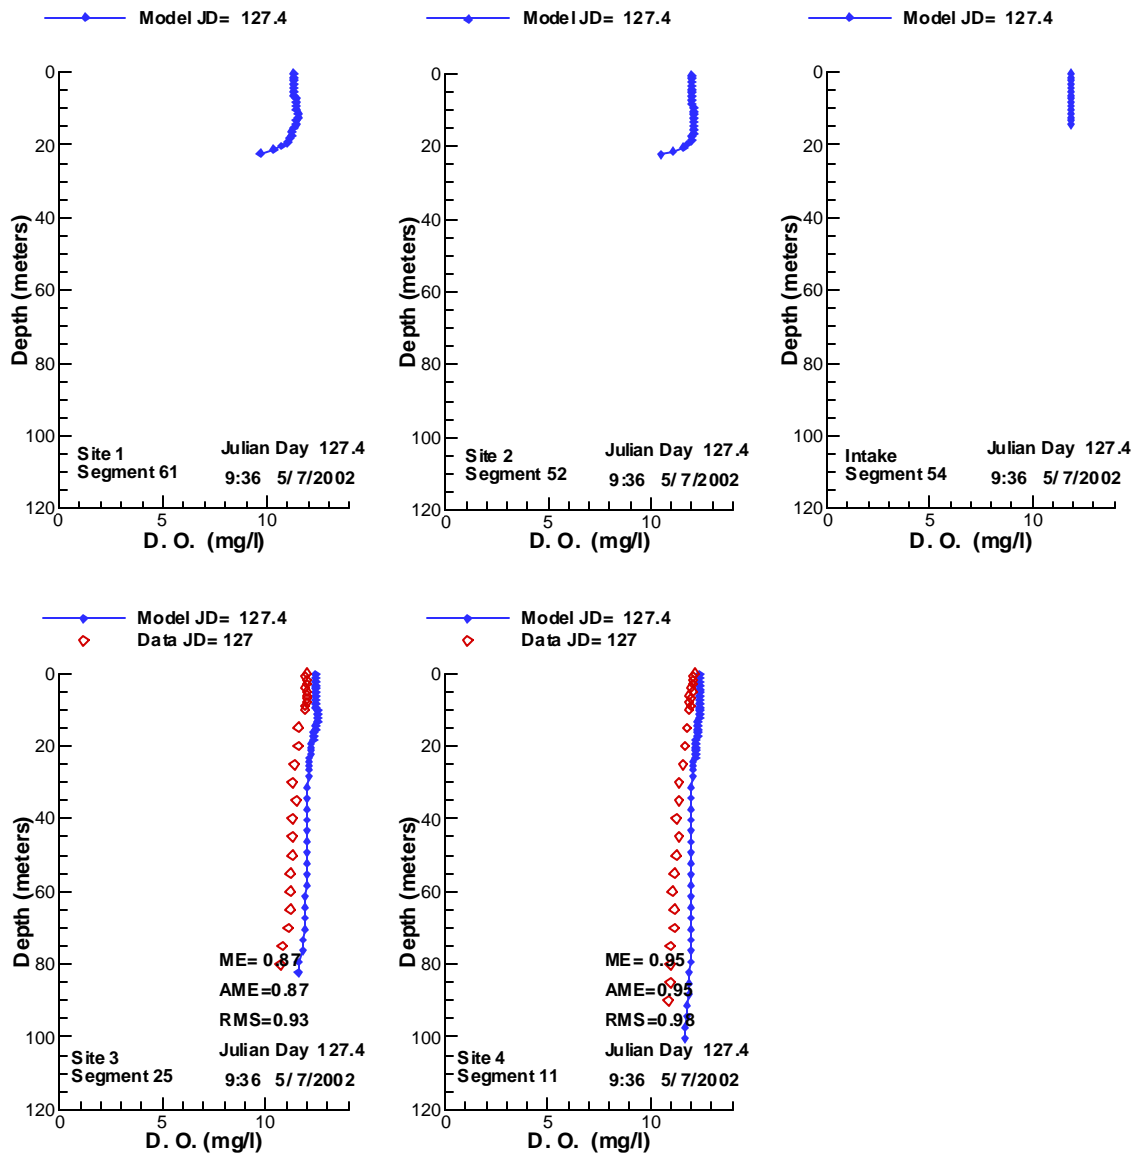 Model JD= 127.4
0
20
40
60
80
100
120
Depth (meters)
Site 1
Segment 61
Julian Day 127.4
9:36 5/7/2002
0
5
10
D. O. (mg/l)
Model JD= 127.4
0
20
40
60
80
100
120
Depth (meters)
Site 2
Segment 52
Julian Day 127.4
9:36 5/7/2002
0
5
10
D. O. (mg/l)
Model JD= 127.4
0
20
40
60
80
100
120
Depth (meters)
Intake
Segment 54
Julian Day 127.4
9:36 5/7/2002
0
5
10
D. O. (mg/l)
Model JD= 127.4
Data JD= 127
0
20
40
60
80
100
120
Depth (meters)
ME= 0.87
AME=0.87
RMS=0.93
Site 3
Segment 25
Julian Day 127.4
9:36 5/7/2002
0
5
10
D. O. (mg/l)
Model JD= 127.4
Data JD= 127
0
20
40
60
80
100
120
Depth (meters)
ME= 0.95
AME=0.95
RMS=0.98
Site 4
Segment 11
Julian Day 127.4
9:36 5/7/2002
0
5
10
D. O. (mg/l)